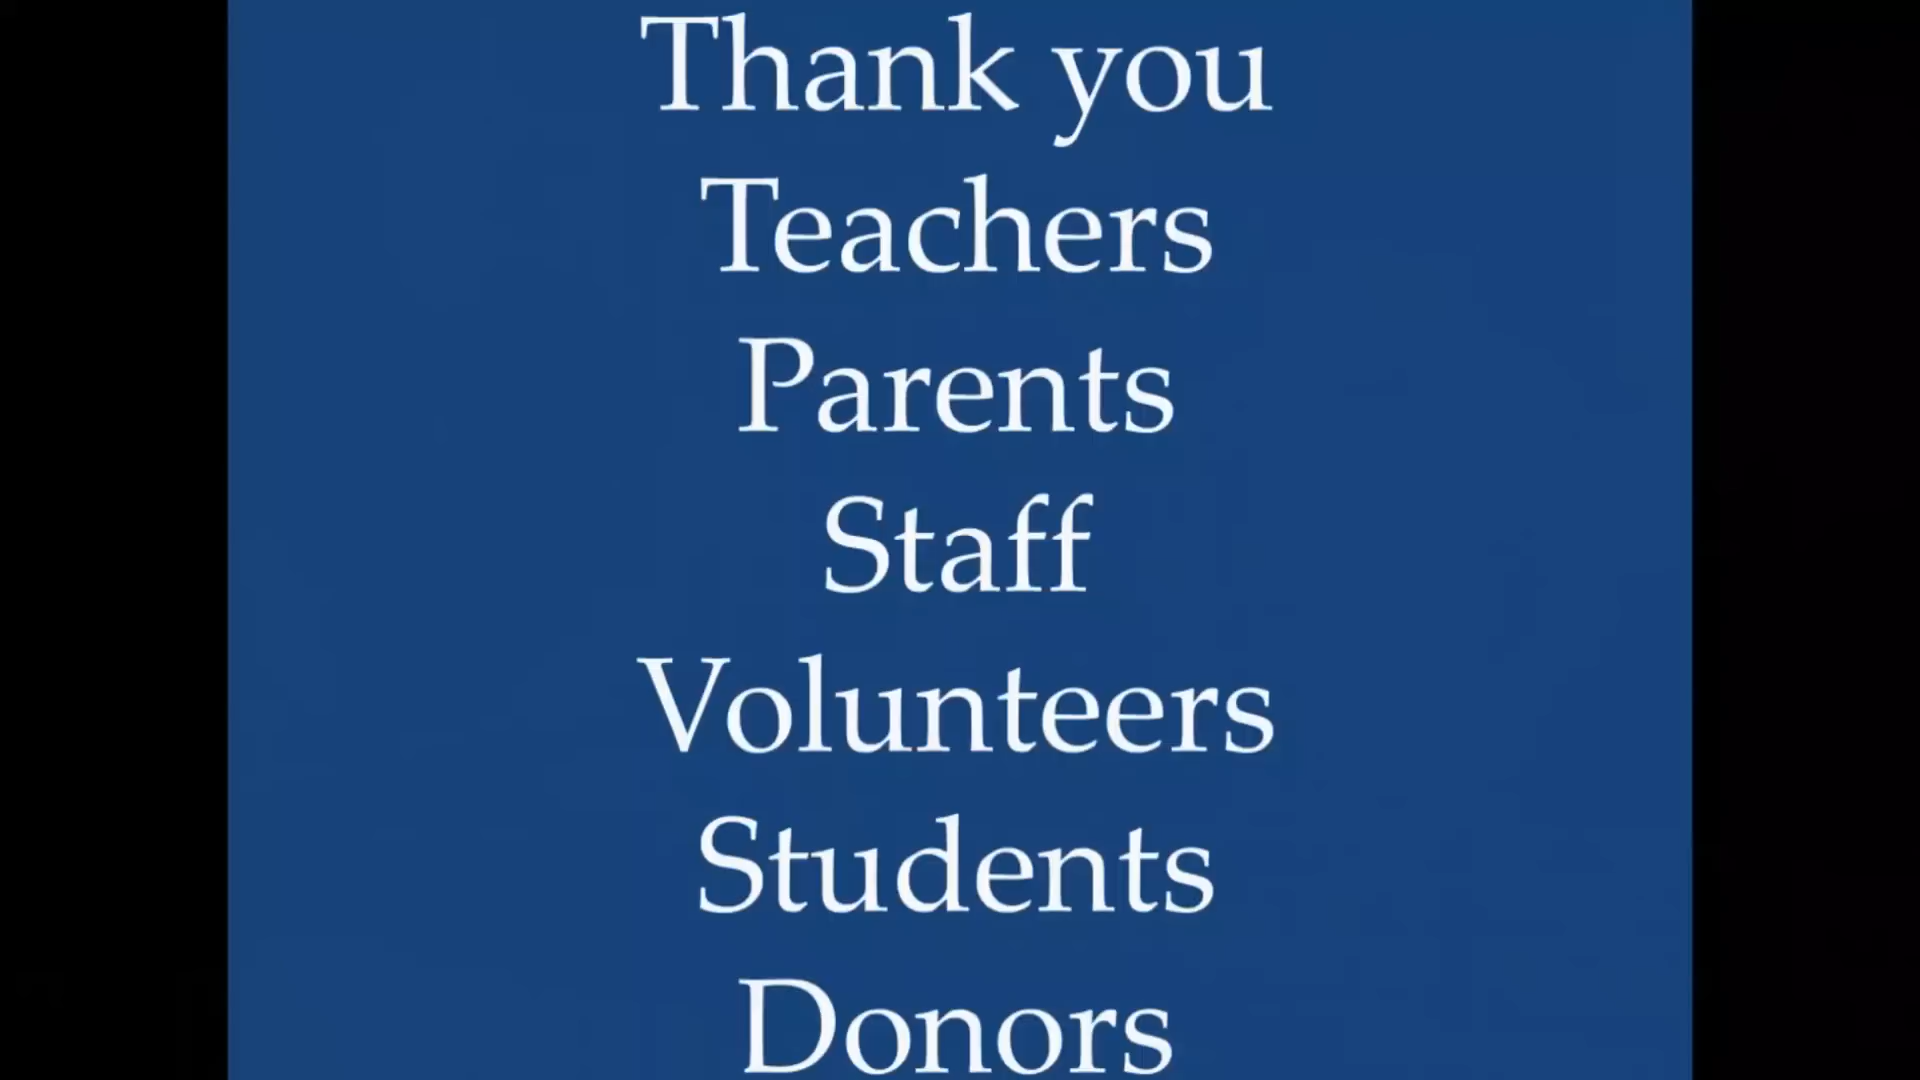 Thank you
Teachers
Parents
Staff
Volunteers
Students
Donors